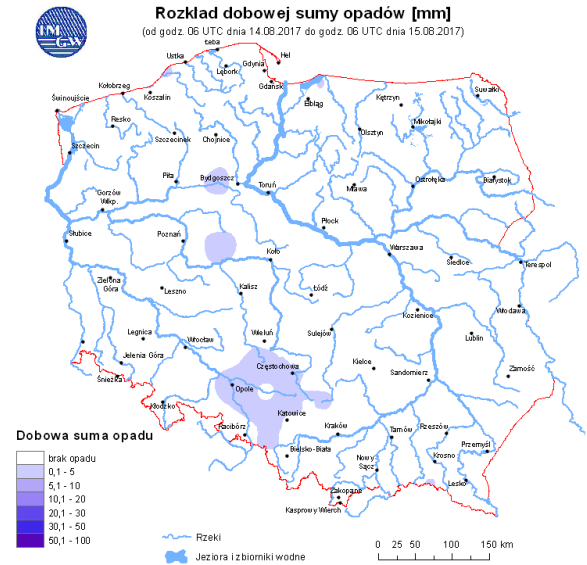 Rozkład dobowej sumy opadów [mm]
(od godz. 06 UTC dnia 14.08.2017 do godz. 06 UTC dnia 15.08.2017)
IMGW
Łeba
Ustka
Hel
Gdynia
Lębork
Gdańsk
Suwałki
Kołobrzeg
Koszalin
Elbląg
Kętrzyn
Świnoujście
Resko
Szczecinek
Chojnice
Olsztyn
Mikołajki
Szczecin
Piła
Bydgoszcz
Toruń
Mława
Ostrołęka
Białystok
Gorzów
Wlkp.
Płock
Słubice
Poznań
Koło
Warszawa
Siedlce
Terespol
Zielona
Góra
Leszno
Kalisz
Łódź
Kozienice
Włodawa
Legnica
Wrocław
Wieluń
Sulejów
Lublin
Jelenia Góra
Śnieżka
Częstochowa
Kielce
Sandomierz
Zamość
Opole
Kłodzko
Katowice
Racibórz
Kraków
Tarnów
Rzeszów
Przemyśl
Bielsko-Biała
Nowy
Sącz
Krosno
Lesko
Zakopane
Kasprowy Wierch
Dobowa suma opadu
brak opadu
0,1 - 5
5,1 - 10
10,1 - 20
20,1 - 30
30,1 - 50
50,1 - 100
Rzeki
Jeziora i zbiorniki wodne
0 25 50 100 150 km